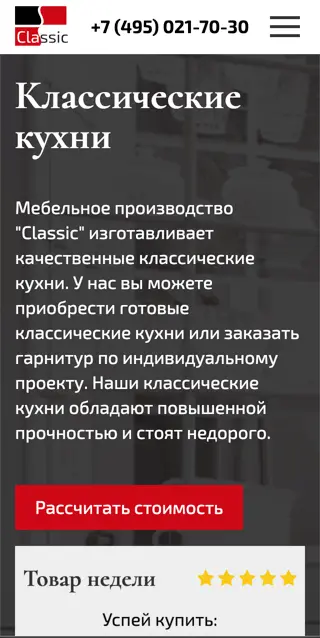 Classic
+7 (495) 021-70-30
Классические
кухни
Мебельное производство
"Classic" изготавливает
качественные классические
кухни. У нас вы можете
приобрести готовые
классические кухни или заказать
гарнитур по индивидуальному
проекту. Наши классические
кухни обладают повышенной
прочностью и стоят недорого.
Рассчитать стоимость
Товар недели
Успей купить: